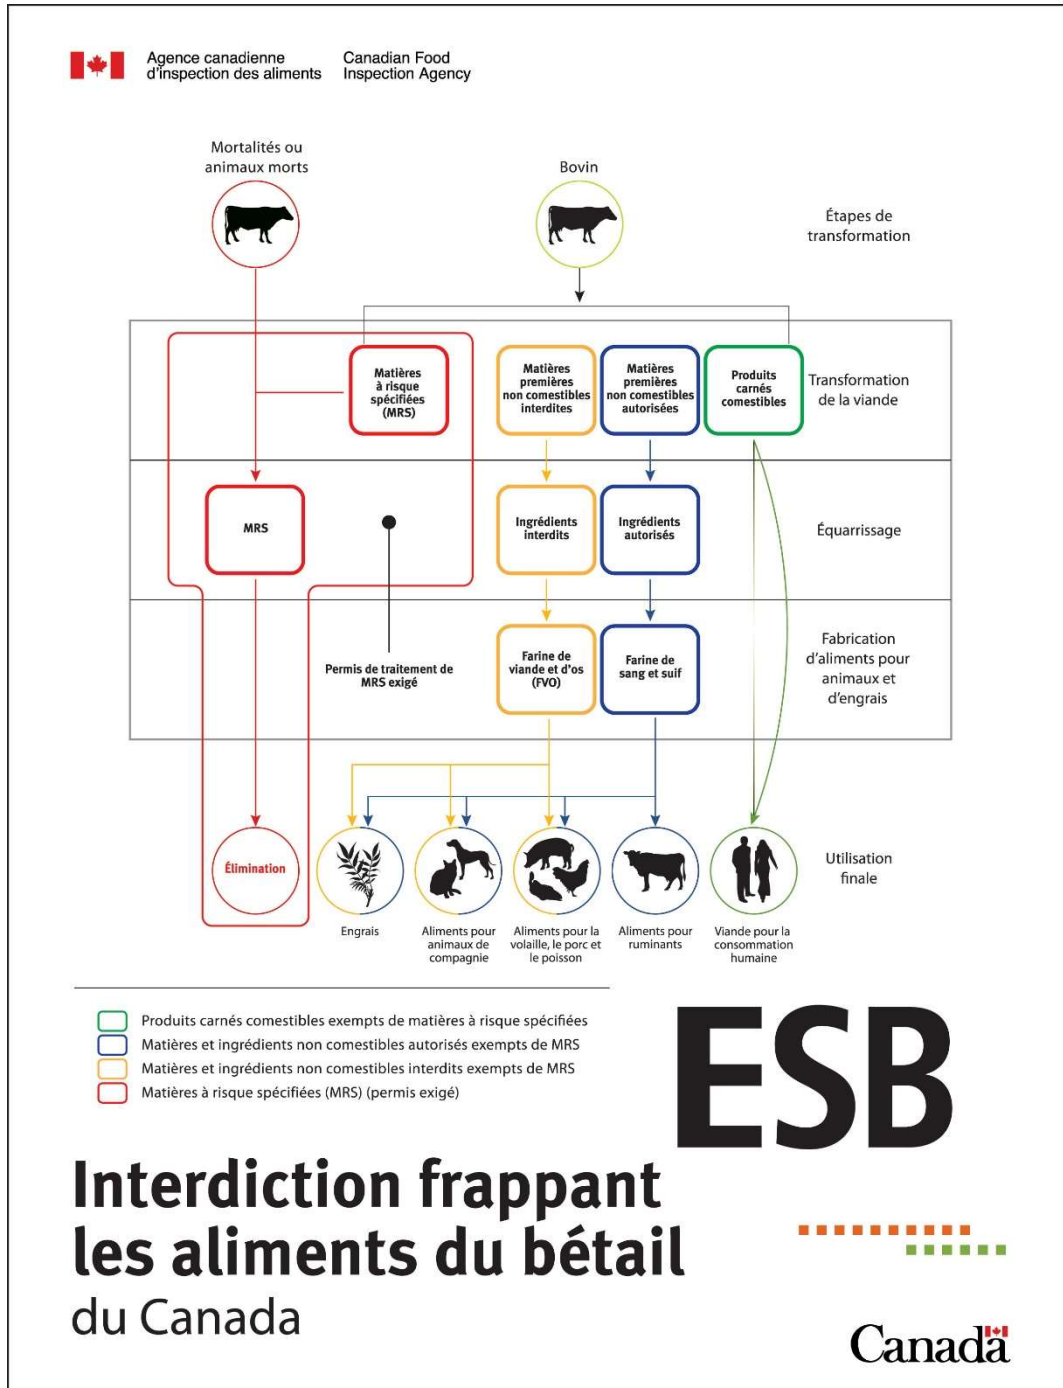 Agence canadienne
d'inspection des aliments
Canadian Food
Inspection Agency
Mortalités ou
animaux morts
Bovin
Étapes de
transformation
Matières
à risque
spécifiées
(MRS)
Matières
premières
non comestibles
interdites
Matières
premières
non comestibles
autorisées
Produits
carnés
comestibles
Transformation
de la viande
MRS
Ingrédients
interdits
Ingrédients
autorisés
Équarrissage
Permis de traitement de
MRS exigé
Farine de
viande et d'os
(FVO)
Farine de
sang et suif
Fabrication
d'aliments pour
animaux et
d'engrais
Élimination
Utilisation
finale
Engrais
Aliments pour
animaux de
compagnie
Aliments pour la
volaille, le porc et
le poisson
Aliments pour
ruminants
Viande pour la
consommation
humaine
Produits carnés comestibles exempts de matières à risque spécifiées
Matières et ingrédients non comestibles autorisés exempts de MRS
Matières et ingrédients non comestibles interdits exempts de MRS
Matières à risque spécifiées (MRS) (permis exigé)
ESB
Interdiction frappant
les aliments du bétail
du Canada
Canada